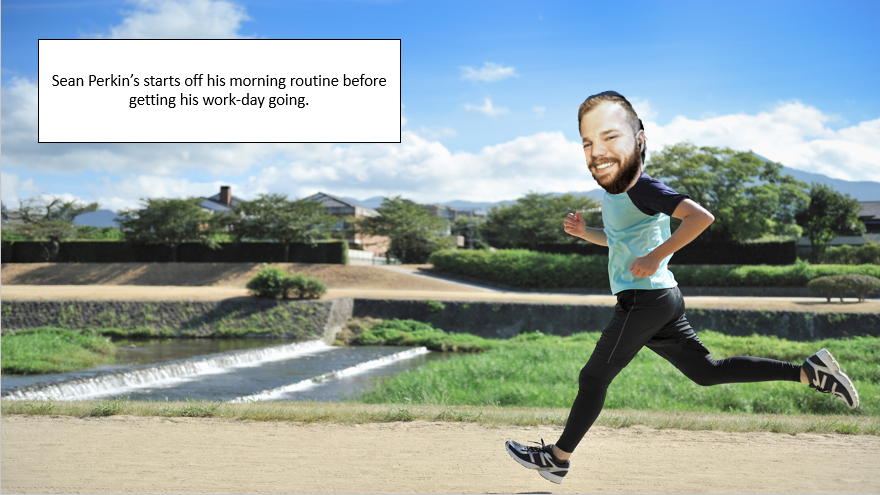 Sean Perkin’s starts off his morning routine before
getting his work-day going.